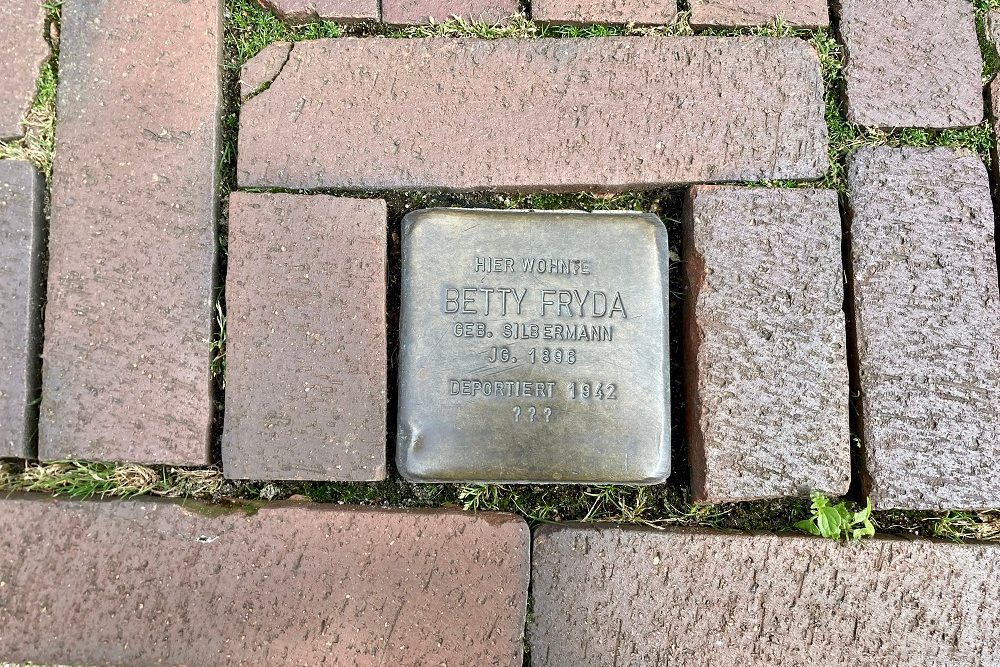 HIER WOHNTE
BETTY FRYDA
GEB. SILBERMANN
JG. 1896
DEPORTIERT 1942
???